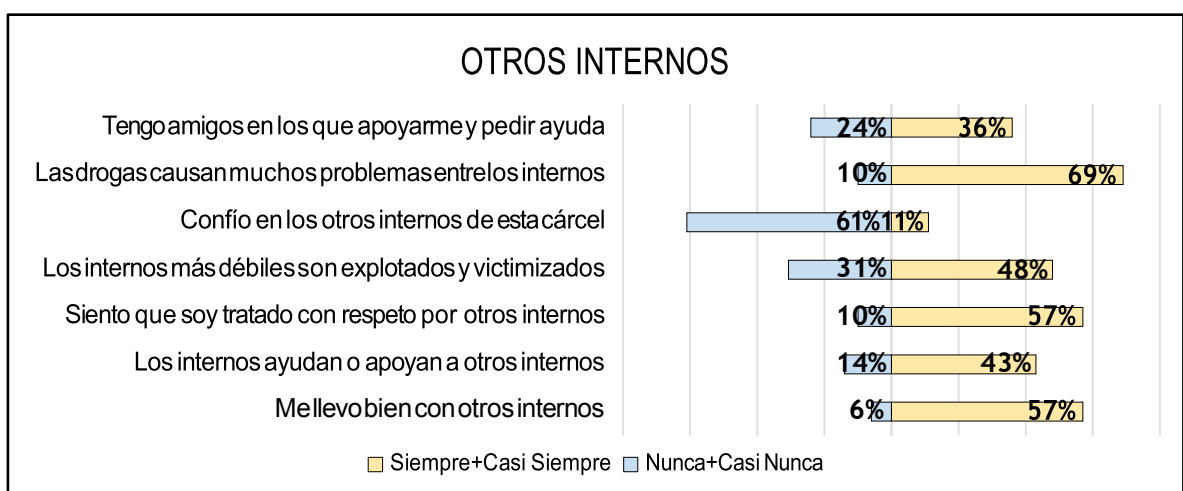 OTROS INTERNOS
Tengo amigos en los que apoyarme y pedir ayuda 24% 36%
Las drogas causan muchos problemas entre los internos 10% 69%
Confío en los otros internos de esta cárcel 61% 11%
Los internos más débiles son explotados y victimizados 31% 48%
Siento que soy tratado con respeto por otros internos 10% 57%
Los internos ayudan o apoyan a otros internos 14% 43%
Me llevo bien con otros internos 6% 57%
Siempre+Casi Siempre Nunca+Casi Nunca